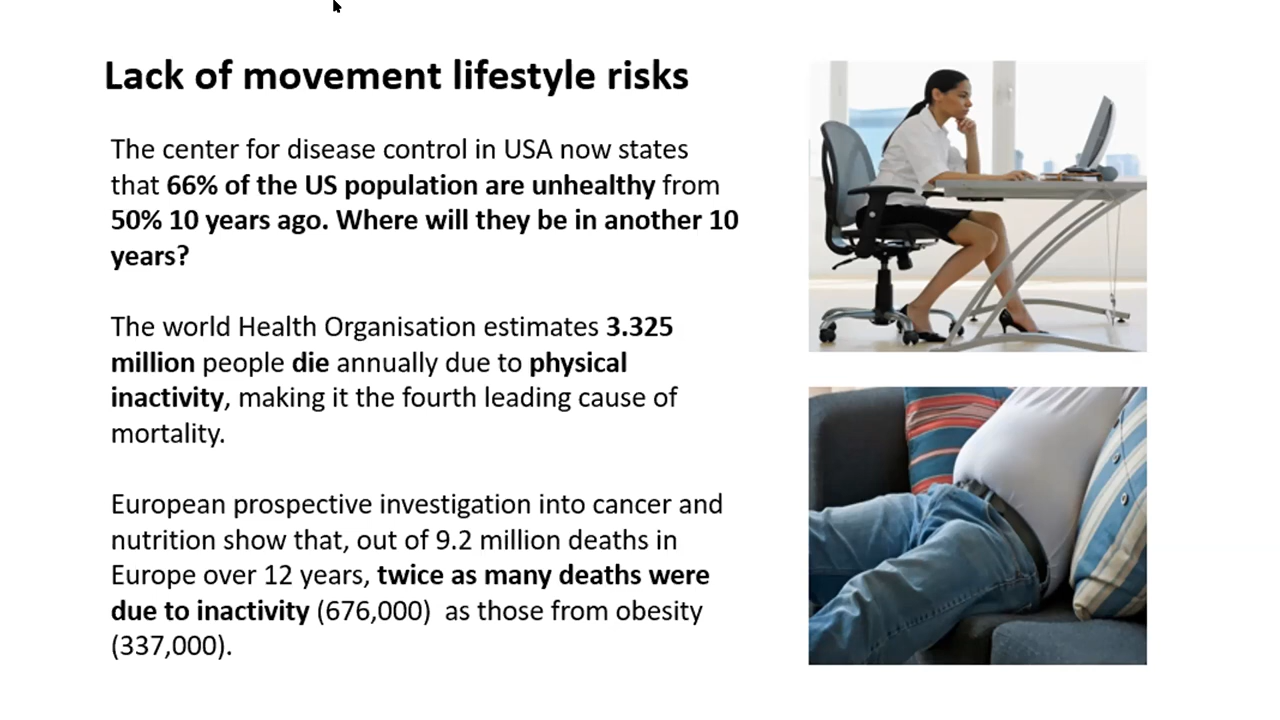 Lack of movement lifestyle risks
The center for disease control in USA now states
that 66% of the US population are unhealthy from
50% 10 years ago. Where will they be in another 10
years?
The world Health Organisation estimates 3.325
million people die annually due to physical
inactivity, making it the fourth leading cause of
mortality.
European prospective investigation into cancer and
nutrition show that, out of 9.2 million deaths in
Europe over 12 years, twice as many deaths were
due to inactivity (676,000)  as those from obesity
(337,000).